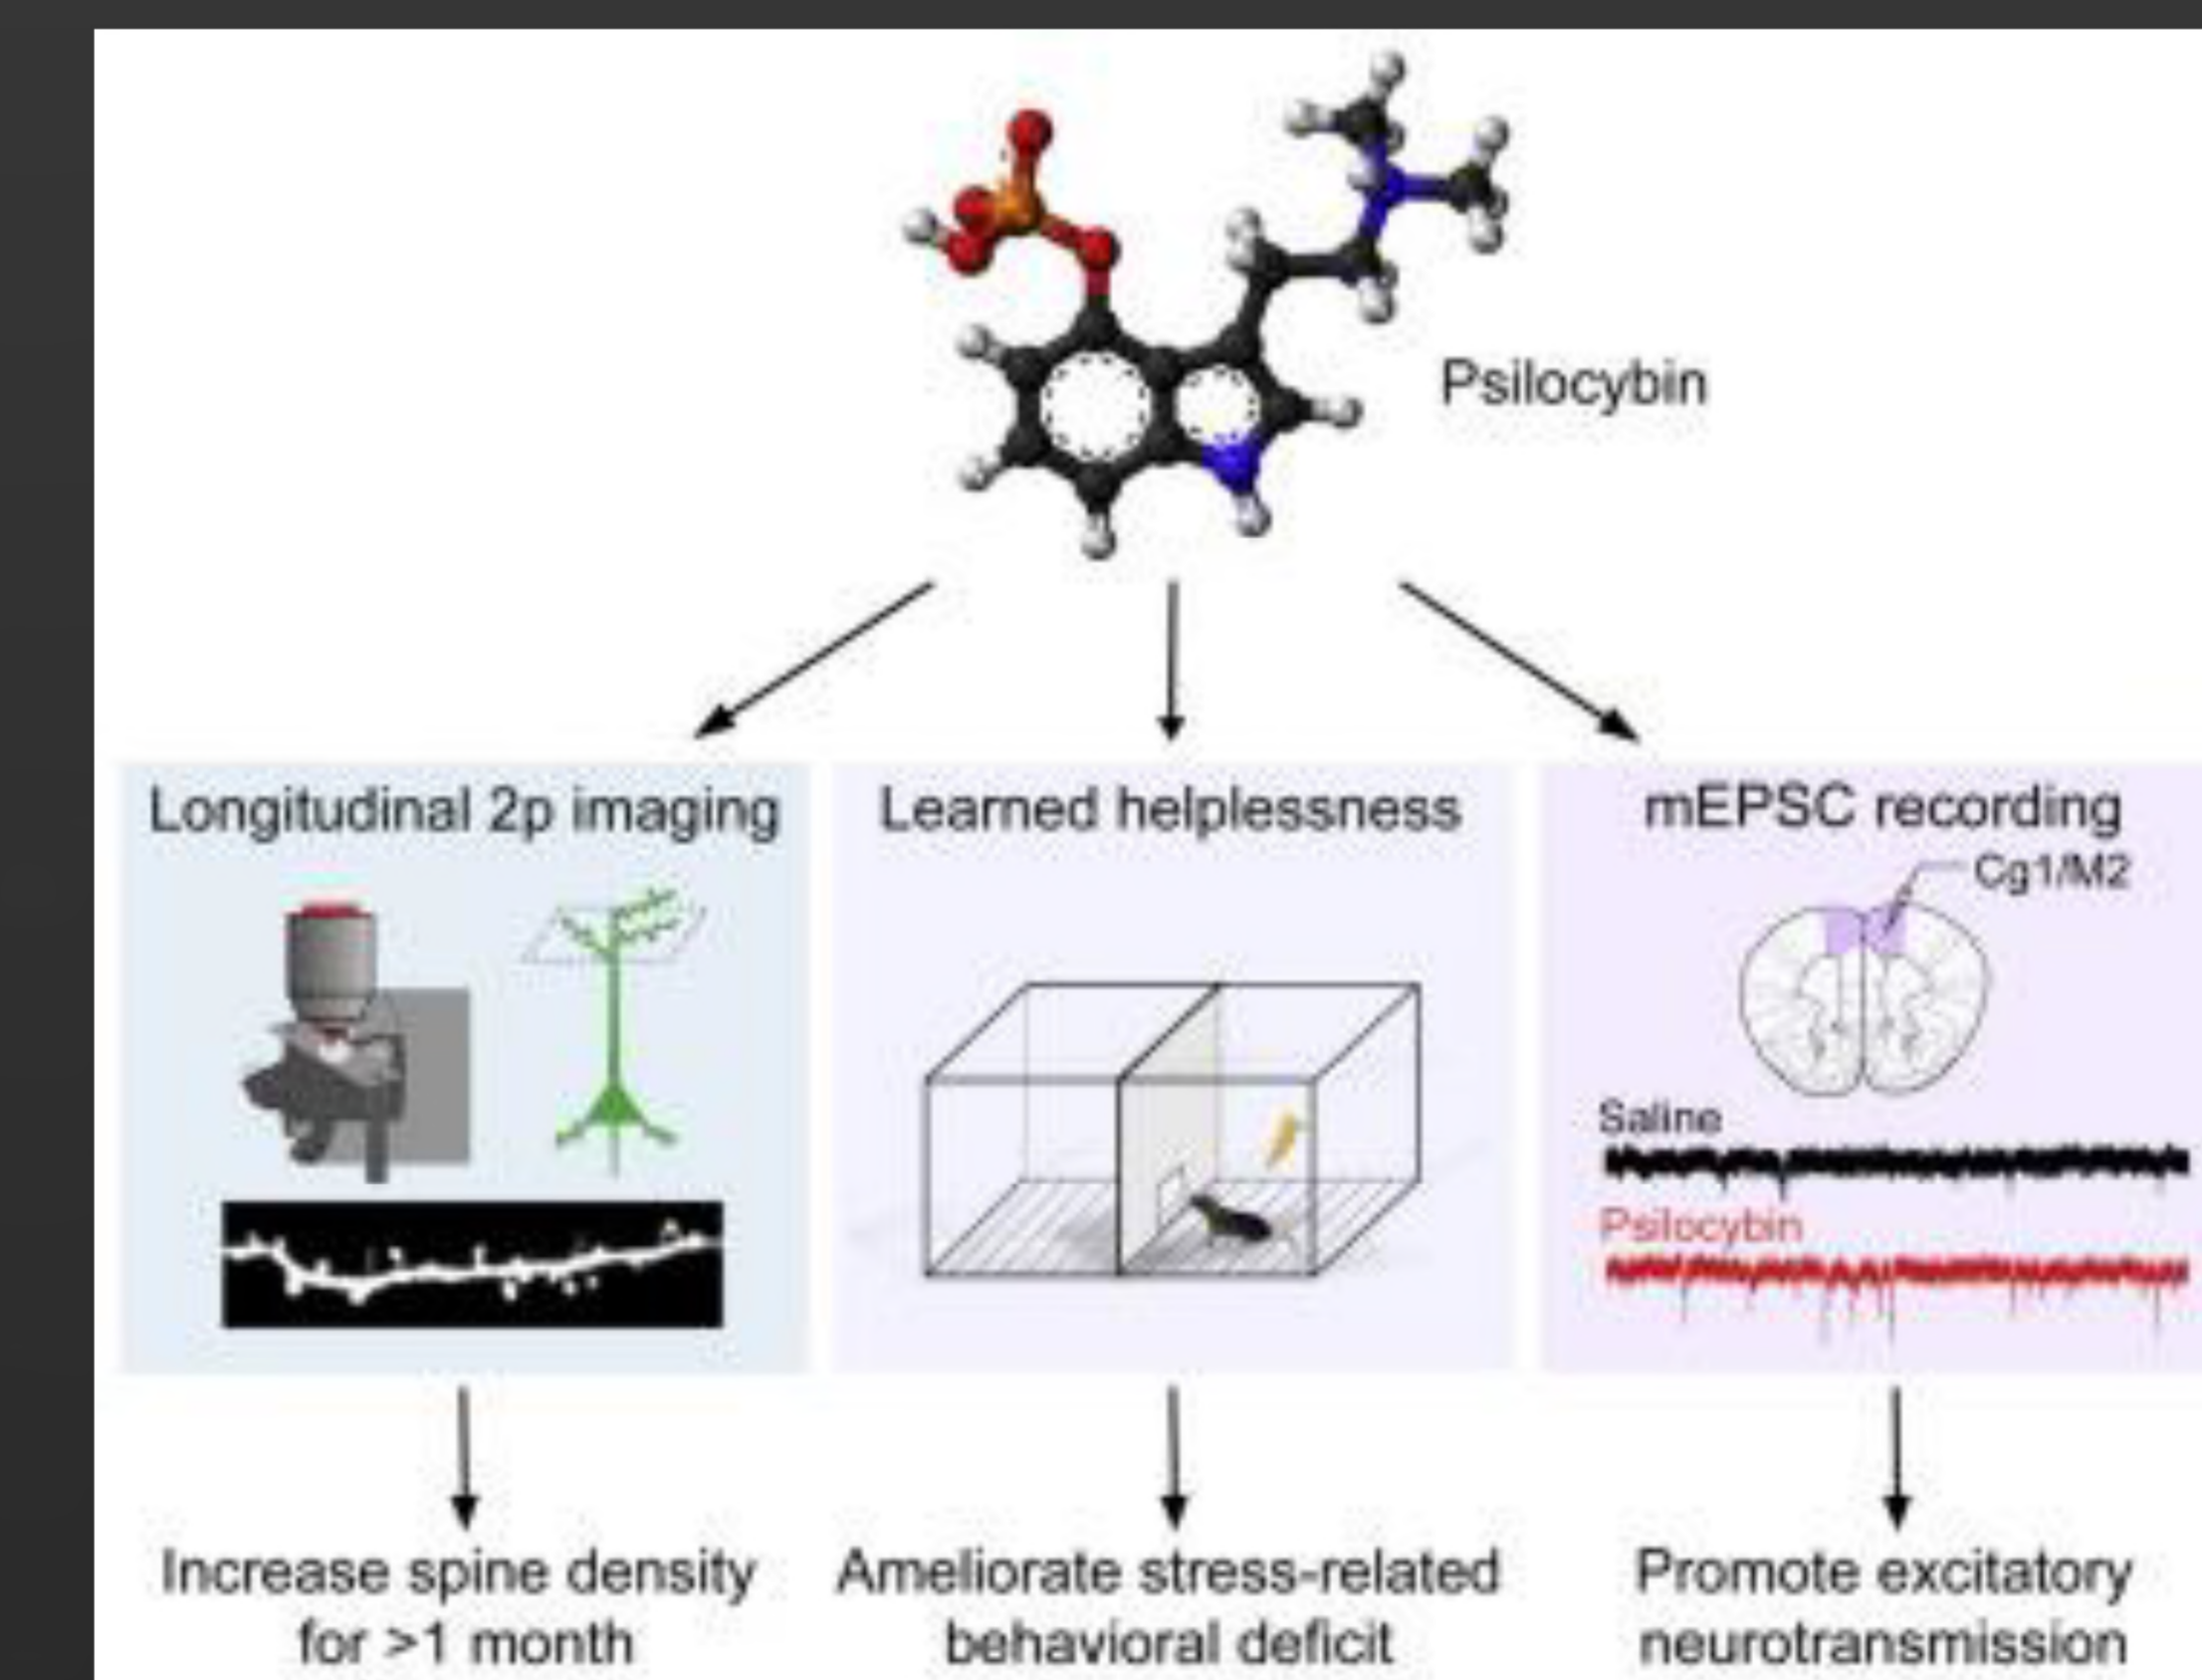 Psilocybin
Longitudinal 2p imaging
Learned helplessness
mEPSC recording
Cg1/M2
Saline
Psilocybin
Increase spine density
for >1 month
Ameliorate stress-related
behavioral deficit
Promote excitatory
neurotransmission